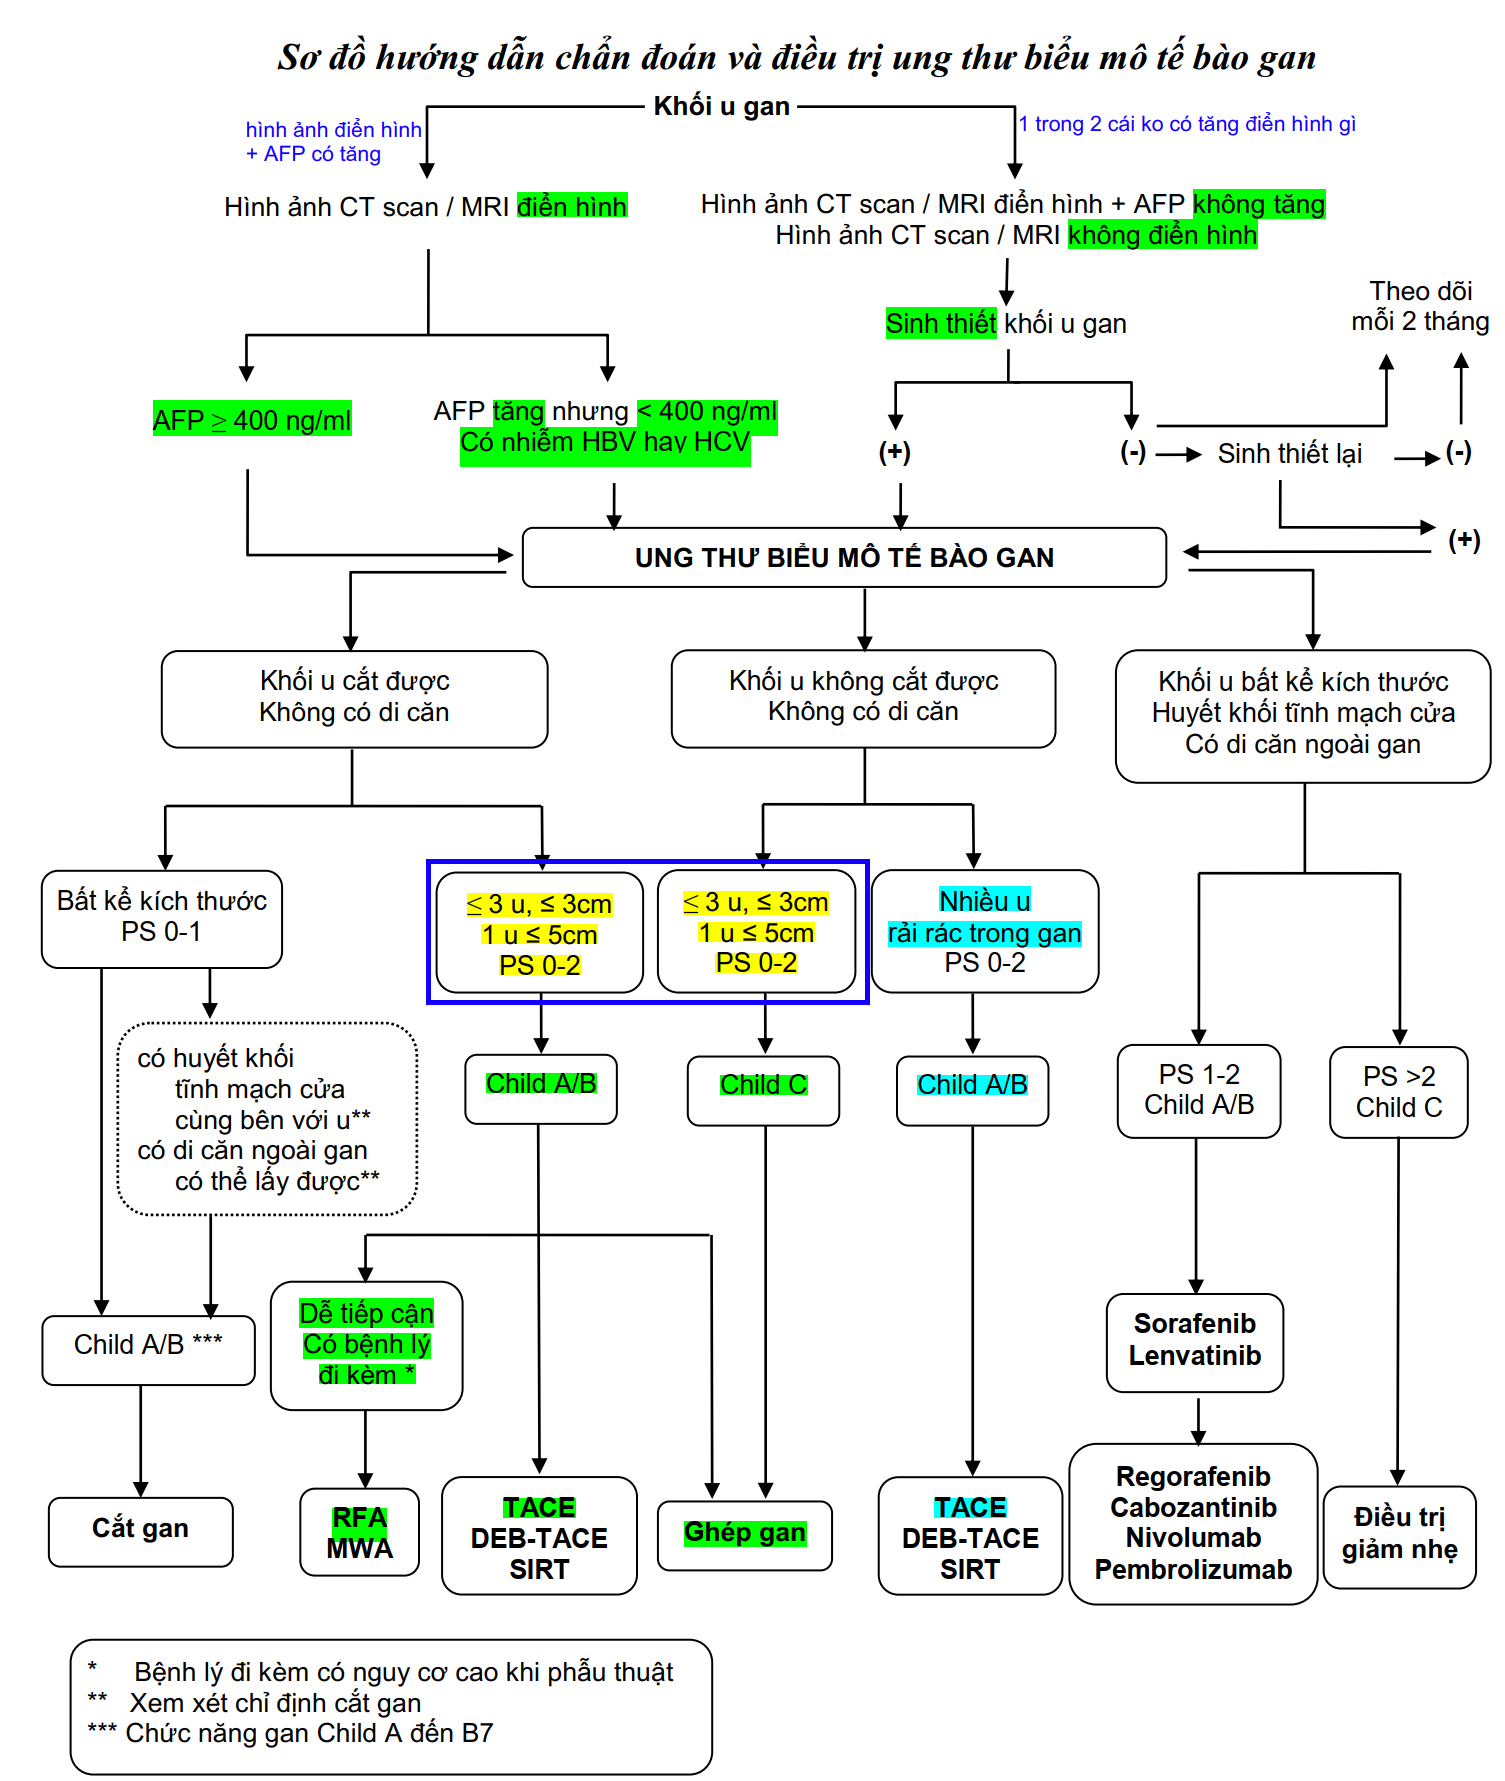 Sơ đồ hướng dẫn chẩn đoán và điều trị ung thư biểu mô tế bào gan
Khối u gan
hình ảnh điển hình
+ AFP có tăng
1 trong 2 cái ko có tăng điển hình gì
Hình ảnh CT scan / MRI điển hình
Hình ảnh CT scan / MRI điển hình + AFP không tăng
Hình ảnh CT scan / MRI không điển hình
Sinh thiết khối u gan
Theo dõi
mỗi 2 tháng
AFP ≥ 400 ng/ml
AFP tăng nhưng < 400 ng/ml
Có nhiễm HBV hay HCV
(+)
(-)
Sinh thiết lại
(-)
(+)
UNG THƯ BIỂU MÔ TẾ BÀO GAN
Khối u cắt được
Không có di căn
Khối u không cắt được
Không có di căn
Khối u bất kể kích thước
Huyết khối tĩnh mạch cửa
Có di căn ngoài gan
Bất kể kích thước
PS 0-1
≤ 3 u, ≤ 3cm
1 u ≤ 5cm
PS 0-2
≤ 3 u, ≤ 3cm
1 u ≤ 5cm
PS 0-2
Nhiều u
rải rác trong gan
PS 0-2
có huyết khối
tĩnh mạch cửa
cùng bên với u**
có di căn ngoài gan
có thể lấy được**
Child A/B
Child C
Child A/B
PS 1-2
Child A/B
PS >2
Child C
Child A/B ***
Dễ tiếp cận
Có bệnh lý
đi kèm *
Sorafenib
Lenvatinib
Cắt gan
RFA
MWA
TACE
DEB-TACE
SIRT
Ghép gan
TACE
DEB-TACE
SIRT
Regorafenib
Cabozantinib
Nivolumab
Pembrolizumab
Điều trị
giảm nhẹ
* Bệnh lý đi kèm có nguy cơ cao khi phẫu thuật
** Xem xét chỉ định cắt gan
*** Chức năng gan Child A đến B7